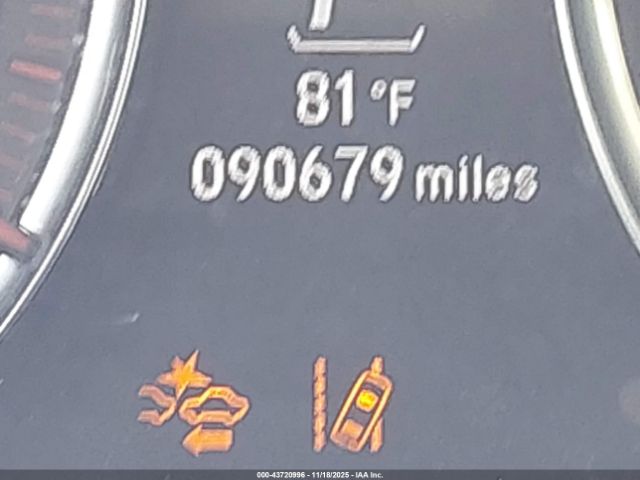 81°F
090679 miles
000-43720996 - 11/18/2025 - IAA Inc.